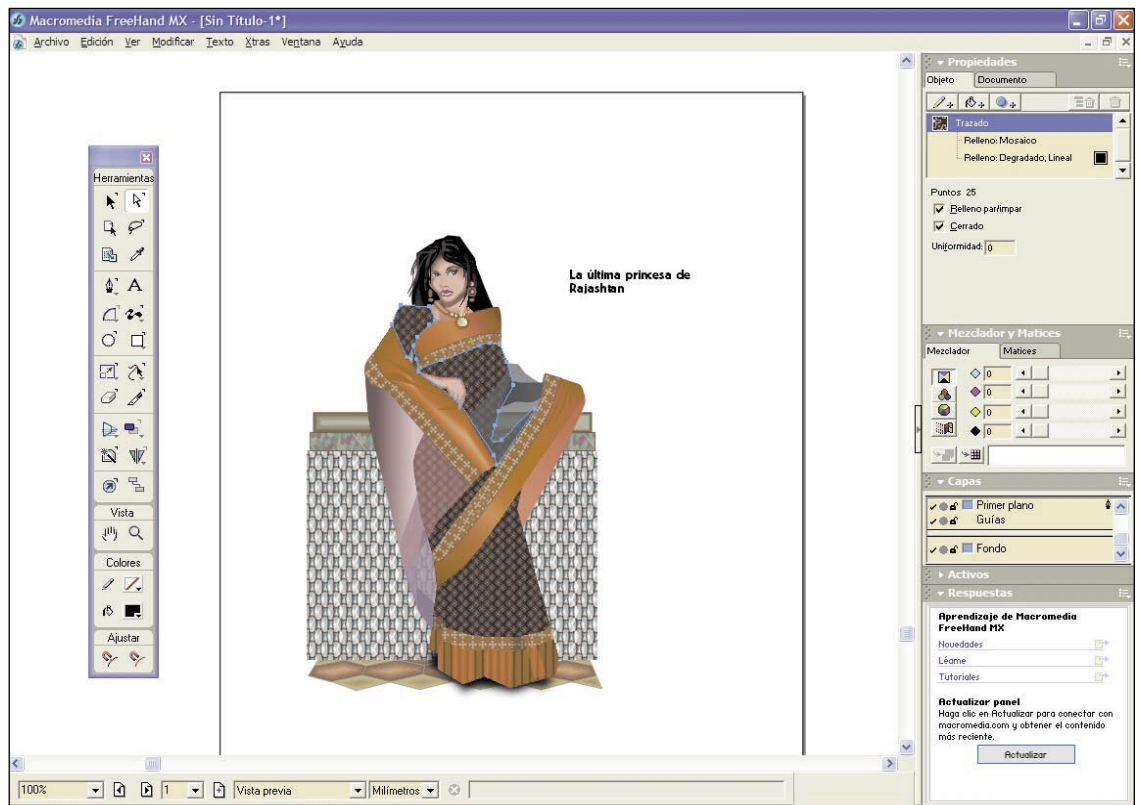 Macromedia FreeHand MX - [Sin Título-1*]
Archivo Edición Ver Modificar Texto Xtras Ventana Ayuda
Herramientas
Vista
Colores
Ajustar
La última princesa de
Rajashtan
Propiedades
Objeto Documento
Trazado
Relleno: Mosaico
Relleno: Degradado, Lineal
Puntos 25
Relleno par/impar
Cerrado
Uniformidad: 0
Mezclador y Matices
Mezclador Matices
0
0
0
0
Capas
Primer plano
Guías
Fondo
Activos
Respuestas
Aprendizaje de Macromedia
FreeHand MX
Novedades
Léame
Tutoriales
Actualizar panel
Haga clic en Actualizar para conectar con
macromedia.com y obtener el contenido
más reciente.
Actualizar
100% 1 Vista previa Milímetros